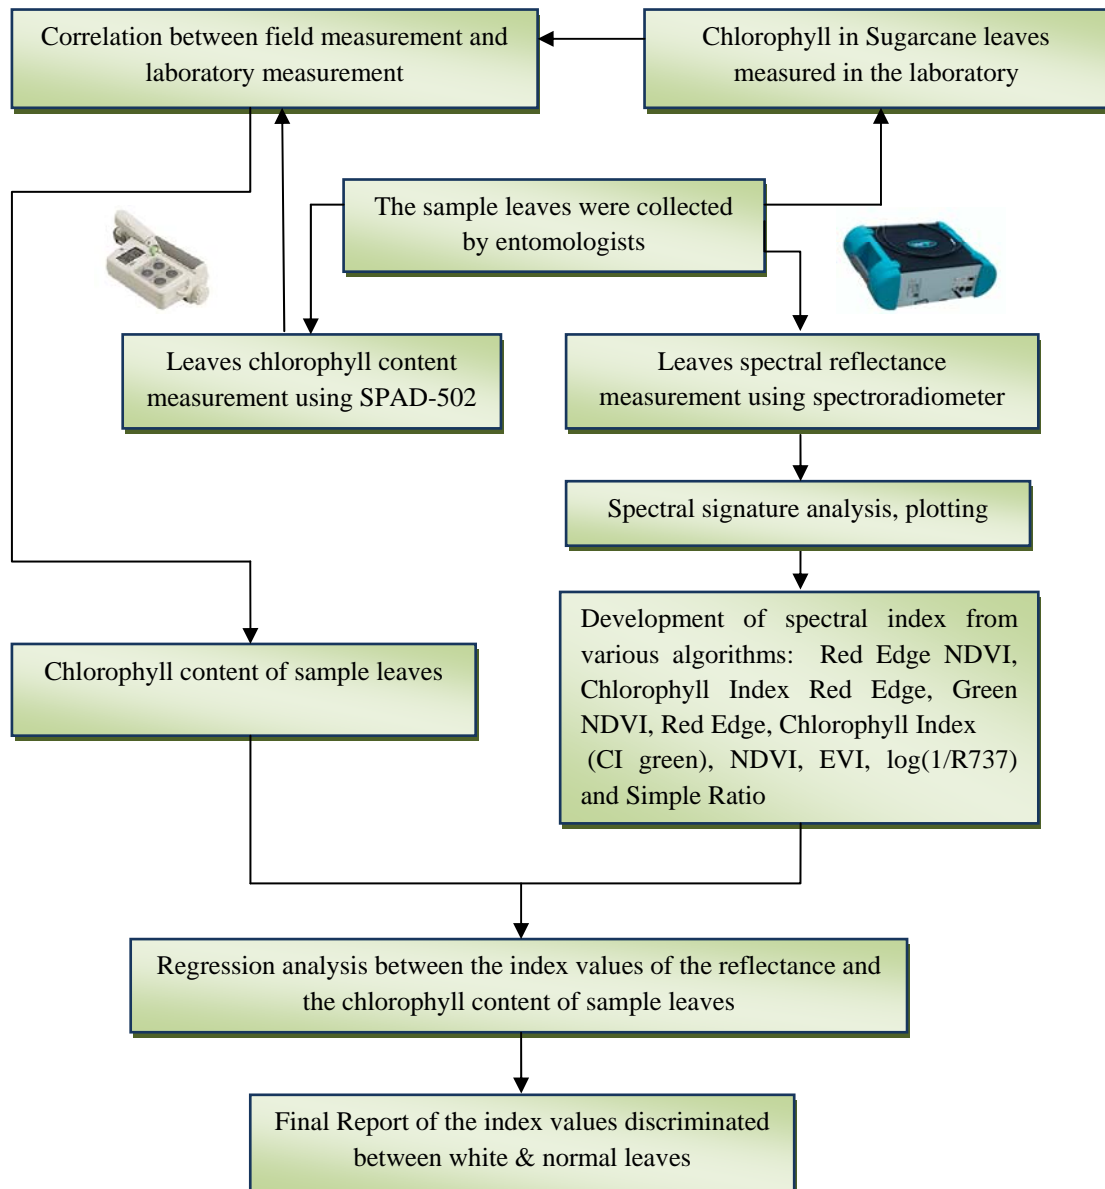 Correlation between field measurement and
laboratory measurement
Chlorophyll in Sugarcane leaves
measured in the laboratory
The sample leaves were collected
by entomologists
Leaves chlorophyll content
measurement using SPAD-502
Leaves spectral reflectance
measurement using spectroradiometer
Spectral signature analysis, plotting
Development of spectral index from
various algorithms: Red Edge NDVI,
Chlorophyll Index Red Edge, Green
NDVI, Red Edge, Chlorophyll Index
(CI green), NDVI, EVI, log(1/R737)
and Simple Ratio
Chlorophyll content of sample leaves
Regression analysis between the index values of the reflectance and
the chlorophyll content of sample leaves
Final Report of the index values discriminated
between white & normal leaves